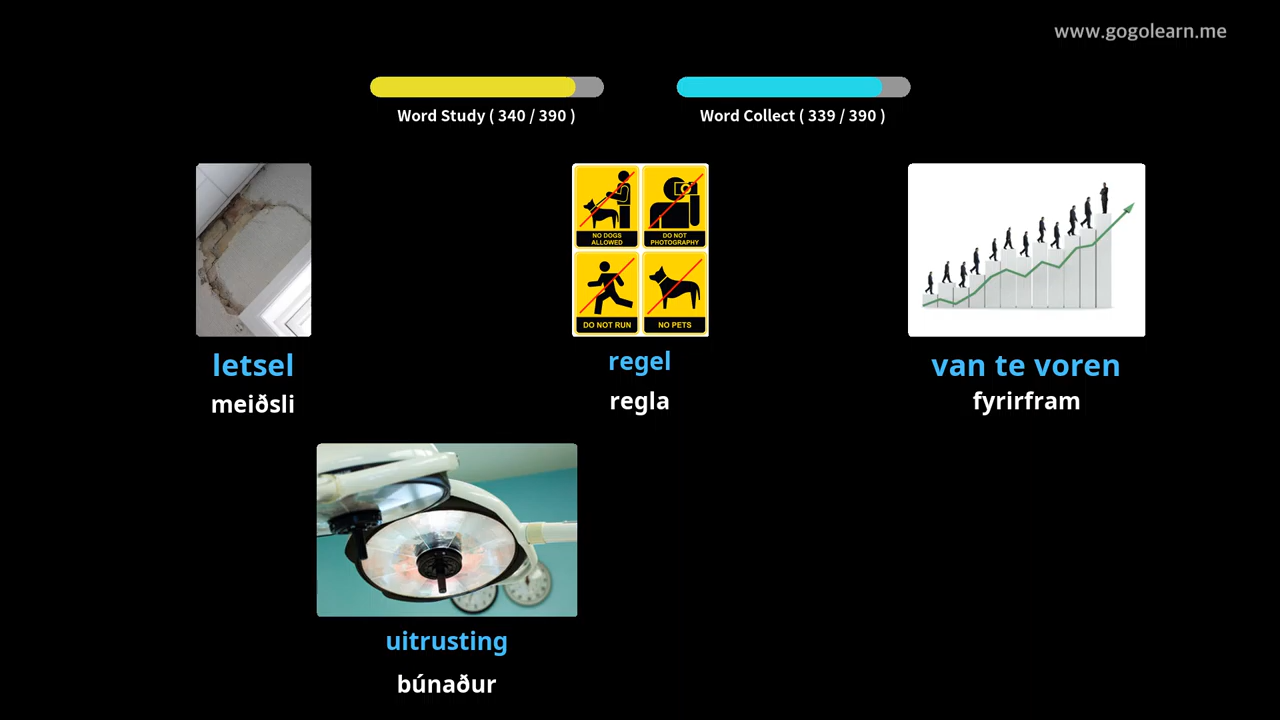 www.gogolearn.me
Word Study ( 340 / 390 )
Word Collect ( 339 / 390 )
NO DOGS
ALLOWED
DO NOT
PHOTOGRAPHY
DO NOT RUN
NO PETS
letsel
meiðsli
regel
regla
van te voren
fyrirfram
uitrusting
búnaður